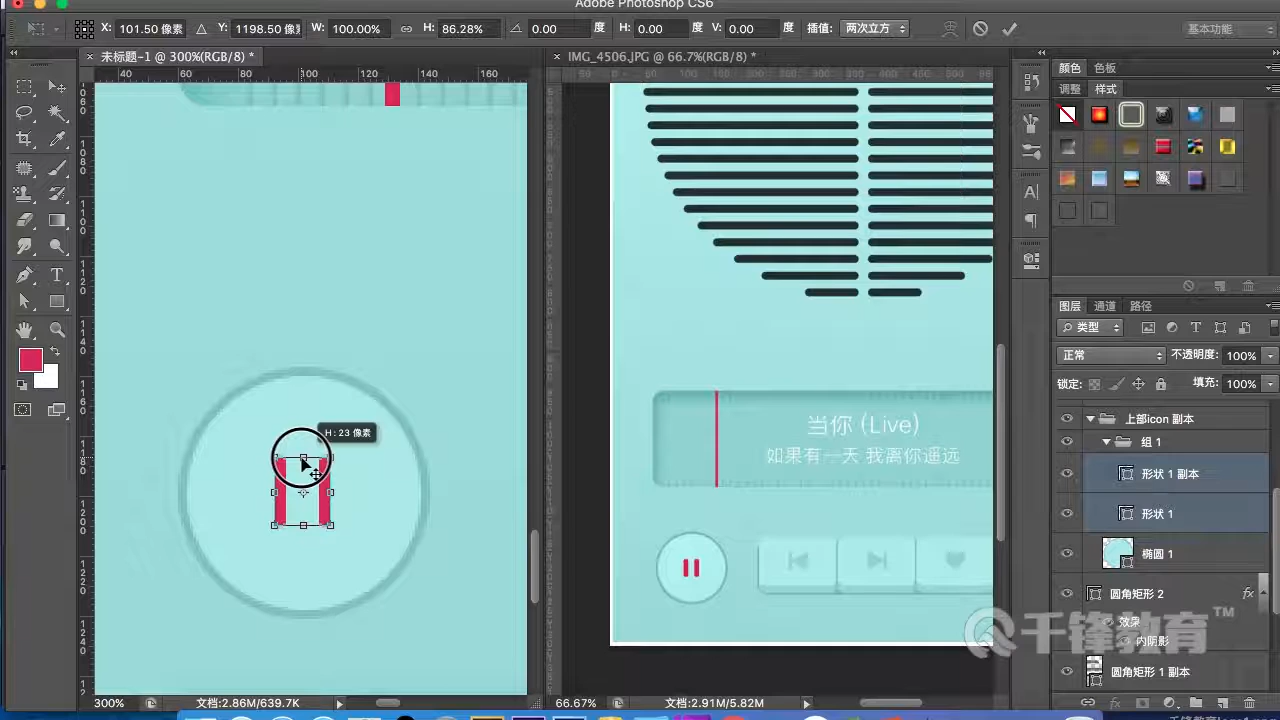 Adobe Photoshop CS6
X: 101.50 像素 Y: 1198.50 像素 W: 100.00% H: 86.28% 0.00 度 H: 0.00 度 V: 0.00 度 插值: 两次立方 基本功能
未标题-1 @ 300%(RGB/8) *
IMG_4506.JPG @ 66.7%(RGB/8) *
40 60 80 100 120 140 160
颜色 色板
调整 样式
H: 23 像素
当你 (Live)
如果有一天 我离你遥远
图层 通道 路径
类型
正常 不透明度: 100%
锁定: 填充: 100%
上部icon 副本
组 1
形状 1 副本
形状 1
椭圆 1
圆角矩形 2 fx
效果
内阴影
圆角矩形 1 副本
千锋教育™
300% 文档:2.86M/639.7K
66.67% 文档:2.91M/5.82M